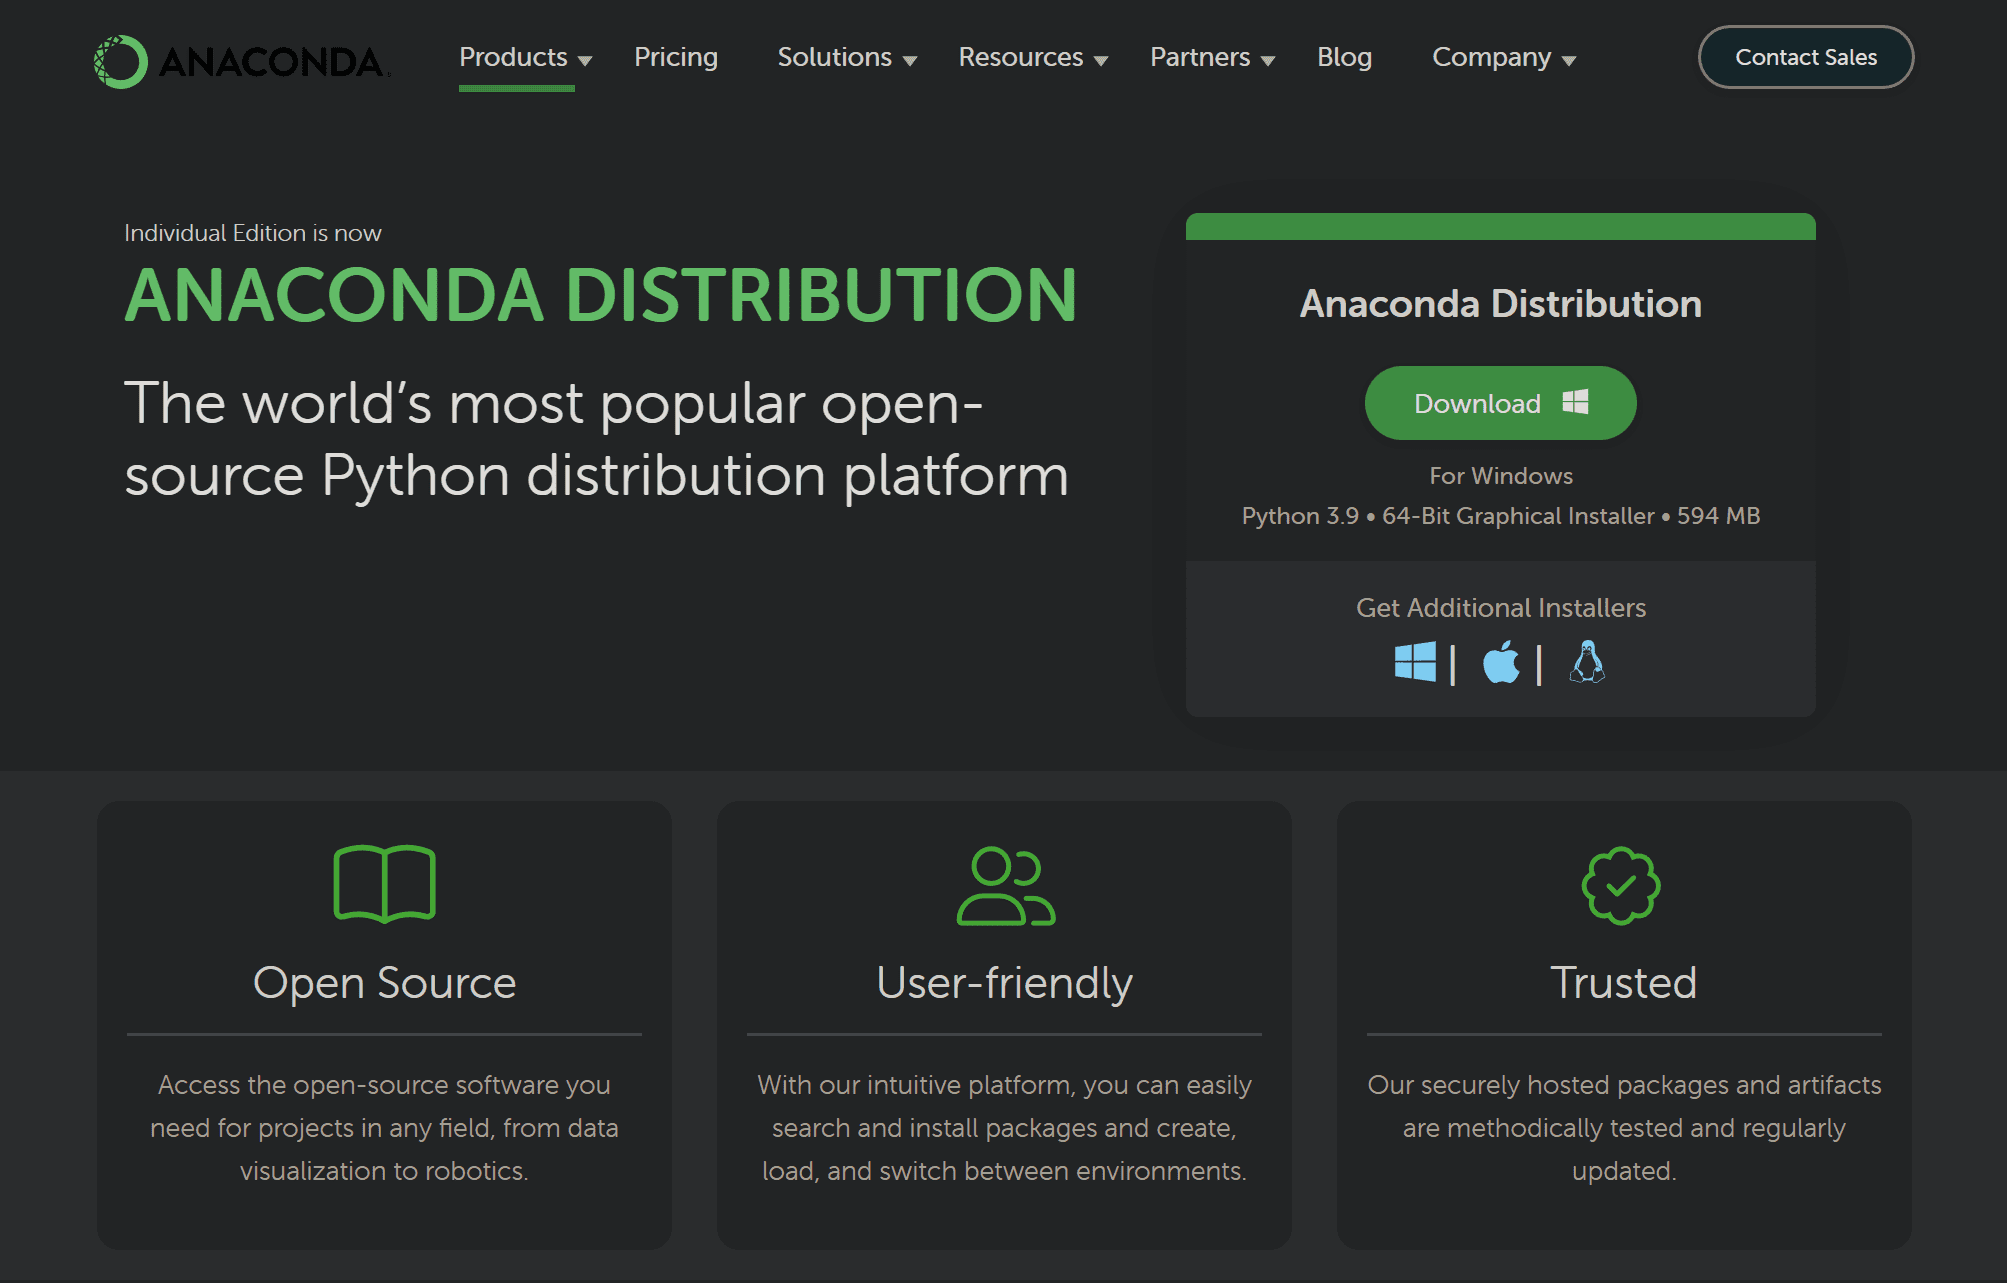 ANACONDA
Products Pricing Solutions Resources Partners Blog Company
Contact Sales
Individual Edition is now
ANACONDA DISTRIBUTION
The world’s most popular open-
source Python distribution platform
Anaconda Distribution
Download
For Windows
Python 3.9 • 64-Bit Graphical Installer • 594 MB
Get Additional Installers
| |
Open Source
Access the open-source software you
need for projects in any field, from data
visualization to robotics.
User-friendly
With our intuitive platform, you can easily
search and install packages and create,
load, and switch between environments.
Trusted
Our securely hosted packages and artifacts
are methodically tested and regularly
updated.